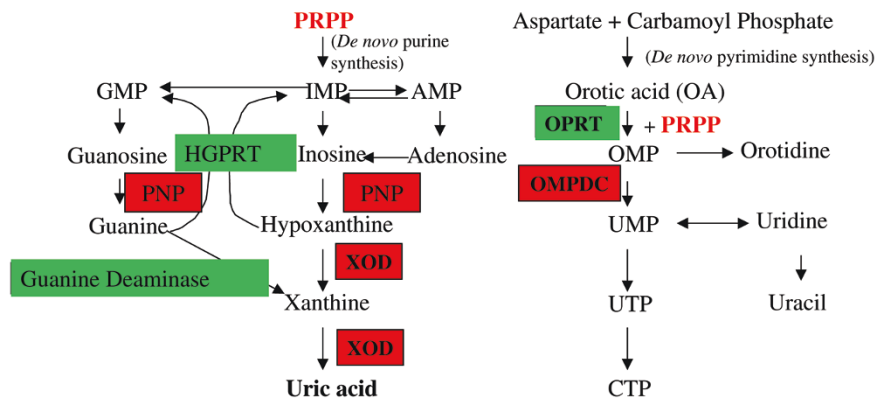 PRPP
(De novo purine
synthesis)
GMP
IMP
AMP
Guanosine
HGPRT
Inosine
Adenosine
PNP
PNP
Guanine
Hypoxanthine
XOD
Guanine Deaminase
Xanthine
XOD
Uric acid
Aspartate + Carbamoyl Phosphate
(De novo pyrimidine synthesis)
Orotic acid (OA)
OPRT
+ PRPP
OMP
Orotidine
OMPDC
UMP
Uridine
UTP
Uracil
CTP